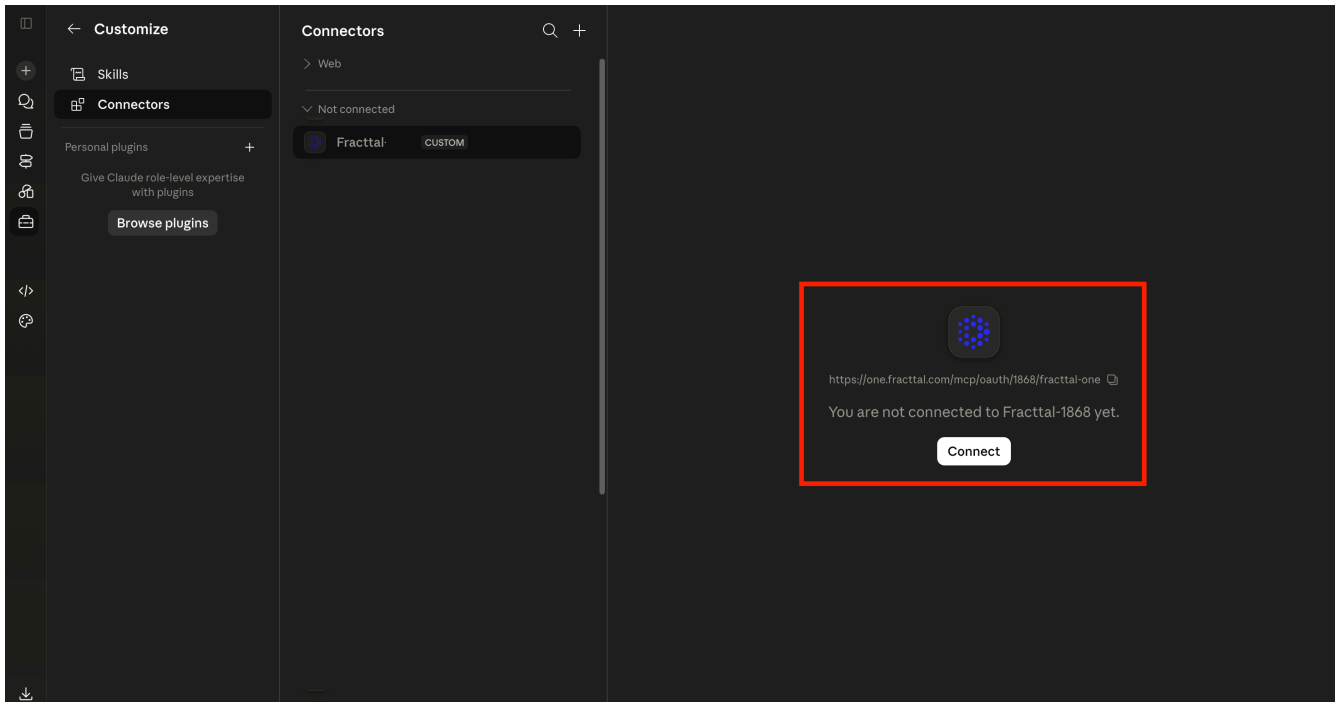 Customize
Skills
Connectors
Personal plugins
Give Claude role-level expertise
with plugins
Browse plugins
Connectors
Web
Not connected
Fracttal-
CUSTOM
https://one.fracttal.com/mcp/oauth/1868/fracttal-one
You are not connected to Fracttal-1868 yet.
Connect